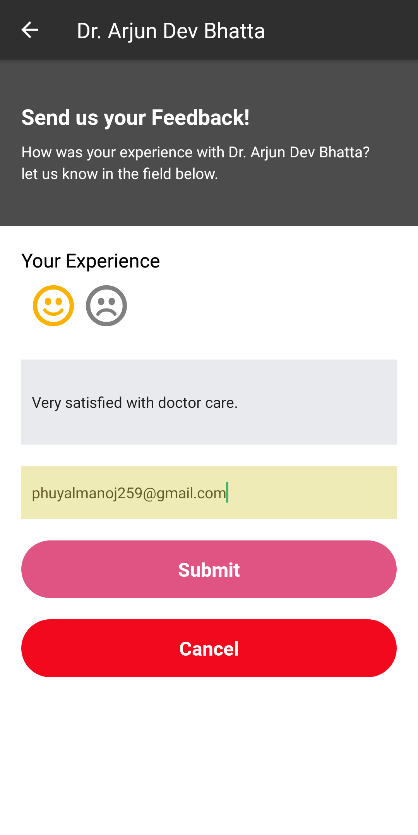 Dr. Arjun Dev Bhatta
Send us your Feedback!
How was your experience with Dr. Arjun Dev Bhatta?
let us know in the field below.
Your Experience
Very satisfied with doctor care.
phuyalmanoj259@gmail.com
Submit
Cancel